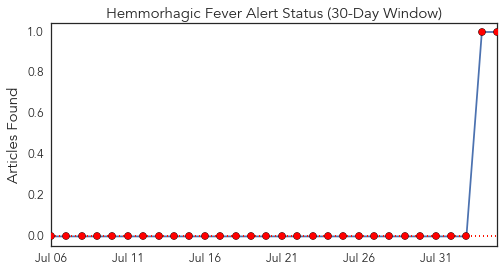 Hemmorhagic Fever Alert Status (30-Day Window)
Articles Found
1.0
0.8
0.6
0.4
0.2
0.0
Jul 06 Jul 11 Jul 16 Jul 21 Jul 26 Jul 31